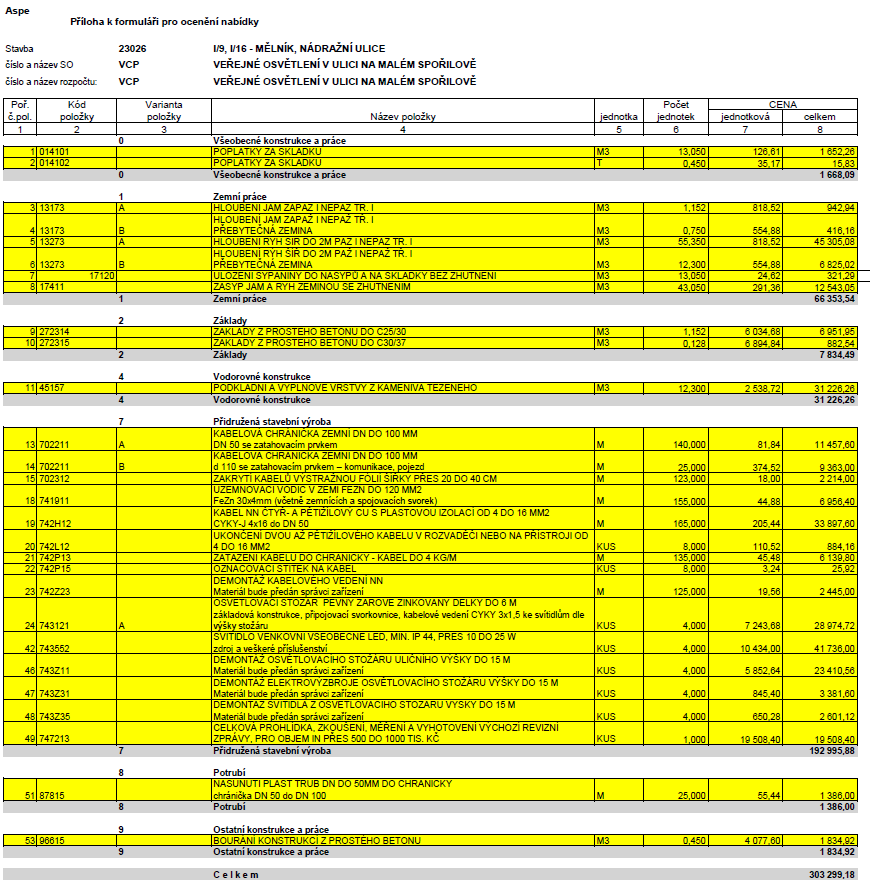 Aspe
Příloha k formuláři pro ocenění nabídky
Stavba 23026 I/9, I/16 - MĚLNÍK, NÁDRAŽNÍ ULICE
číslo a název SO VCP VEŘEJNÉ OSVĚTLENÍ V ULICI NA MALÉM SPOŘILOVĚ
číslo a název rozpočtu: VCP VEŘEJNÉ OSVĚTLENÍ V ULICI NA MALÉM SPOŘILOVĚ
Poř. Kód Varianta Počet CENA
č.pol. položky položky Název položky jednotka jednotek jednotková celkem
1 2 3 4 5 6 7 8
0 Všeobecné konstrukce a práce
1 014101 POPLATKY ZA SKLÁDKU M3 13,050 126,61 1 652,26
2 014102 POPLATKY ZA SKLÁDKU T 0,450 35,17 15,83
0 Všeobecné konstrukce a práce 1 668,09
1 Zemní práce
3 13173 A HLOUBENÍ JAM ZAPAŽ I NEPAŽ TŘ. I M3 1,152 818,52 942,94
HLOUBENÍ JAM ZAPAŽ I NEPAŽ TŘ. I
4 13173 B PŘEBYTEČNÁ ZEMINA M3 0,750 554,88 416,16
5 13273 A HLOUBENÍ RÝH ŠÍŘ DO 2M PAŽ I NEPAŽ TŘ. I M3 55,350 818,52 45 305,08
HLOUBENÍ RÝH ŠÍŘ DO 2M PAŽ I NEPAŽ TŘ. I
6 13273 B PŘEBYTEČNÁ ZEMINA M3 12,300 554,88 6 825,02
7 17120 ULOŽENÍ SYPANINY DO NÁSYPŮ A NA SKLÁDKY BEZ ZHUTNĚNÍ M3 13,050 24,62 321,29
8 17411 ZÁSYP JAM A RÝH ZEMINOU SE ZHUTNĚNÍM M3 43,050 291,36 12 543,05
1 Zemní práce 66 353,54
2 Základy
9 272314 ZÁKLADY Z PROSTÉHO BETONU DO C25/30 M3 1,152 6 034,68 6 951,95
10 272315 ZÁKLADY Z PROSTÉHO BETONU DO C30/37 M3 0,128 6 894,84 882,54
2 Základy 7 834,49
4 Vodorovné konstrukce
11 45157 PODKLADNÍ A VÝPLŇOVÉ VRSTVY Z KAMENIVA TĚŽENÉHO M3 12,300 2 538,72 31 226,26
4 Vodorovné konstrukce 31 226,26
7 Přidružená stavební výroba
KABELOVÁ CHRÁNIČKA ZEMNÍ DN DO 100 MM
13 702211 A DN 50 se zatahovacím prvkem M 140,000 81,84 11 457,60
KABELOVÁ CHRÁNIČKA ZEMNÍ DN DO 100 MM
14 702211 B d 110 se zatahovacím prvkem – komunikace, pojezd M 25,000 374,52 9 363,00
15 702312 ZAKRYTÍ KABELŮ VÝSTRAŽNOU FÓLIÍ ŠÍŘKY PŘES 20 DO 40 CM M 123,000 18,00 2 214,00
UZEMŇOVACÍ VODIČ V ZEMI FEZN DO 120 MM2
18 741911 FeZn 30x4mm (včetně zemnících a spojovacích svorek) M 155,000 44,88 6 956,40
KABEL NN ČTYŘ- A PĚTIŽÍLOVÝ CU S PLASTOVOU IZOLACÍ OD 4 DO 16 MM2
19 742H12 CYKY-J 4x16 do DN 50 M 165,000 205,44 33 897,60
UKONČENÍ DVOU AŽ PĚTIŽÍLOVÉHO KABELU V ROZVADĚČI NEBO NA PŘÍSTROJI OD
20 742L12 4 DO 16 MM2 KUS 8,000 110,52 884,16
21 742P13 ZATAŽENÍ KABELU DO CHRÁNIČKY - KABEL DO 4 KG/M M 135,000 45,48 6 139,80
22 742P15 OZNAČOVACÍ ŠTÍTEK NA KABEL KUS 8,000 3,24 25,92
DEMONTÁŽ KABELOVÉHO VEDENÍ NN
23 742Z23 Materiál bude předán správci zařízení M 125,000 19,56 2 445,00
OSVĚTLOVACÍ STOŽÁR PEVNÝ ŽÁROVĚ ZINKOVANÝ DÉLKY DO 6 M
základová konstrukce, připojovací svorkovnice, kabelové vedení CYKY 3x1,5 ke svítidlům dle
24 743121 A výšky stožáru KUS 4,000 7 243,68 28 974,72
SVÍTIDLO VENKOVNÍ VŠEOBECNÉ LED, MIN. IP 44, PŘES 10 DO 25 W
42 743552 zdroj a veškeré příslušenství KUS 4,000 10 434,00 41 736,00
DEMONTÁŽ OSVĚTLOVACÍHO STOŽÁRU ULIČNÍHO VÝŠKY DO 15 M
46 743Z11 Materiál bude předán správci zařízení KUS 4,000 5 852,64 23 410,56
DEMONTÁŽ ELEKTROVÝZBROJE OSVĚTLOVACÍHO STOŽÁRU VÝŠKY DO 15 M
47 743Z31 Materiál bude předán správci zařízení KUS 4,000 845,40 3 381,60
DEMONTÁŽ SVÍTIDLA Z OSVĚTLOVACÍHO STOŽÁRU VÝŠKY DO 15 M
48 743Z35 Materiál bude předán správci zařízení KUS 4,000 650,28 2 601,12
CELKOVÁ PROHLÍDKA, ZKOUŠENÍ, MĚŘENÍ A VYHOTOVENÍ VÝCHOZÍ REVIZNÍ
49 747213 ZPRÁVY, PRO OBJEM IN PŘES 500 DO 1000 TIS. KČ KUS 1,000 19 508,40 19 508,40
7 Přidružená stavební výroba 192 995,88
8 Potrubí
NASUNUTÍ PLAST TRUB DN DO 50MM DO CHRÁNIČKY
51 87815 chránička DN 50 do DN 100 M 25,000 55,44 1 386,00
8 Potrubí 1 386,00
9 Ostatní konstrukce a práce
53 96615 BOURÁNÍ KONSTRUKCÍ Z PROSTÉHO BETONU M3 0,450 4 077,60 1 834,92
9 Ostatní konstrukce a práce 1 834,92
C e l k e m 303 299,18